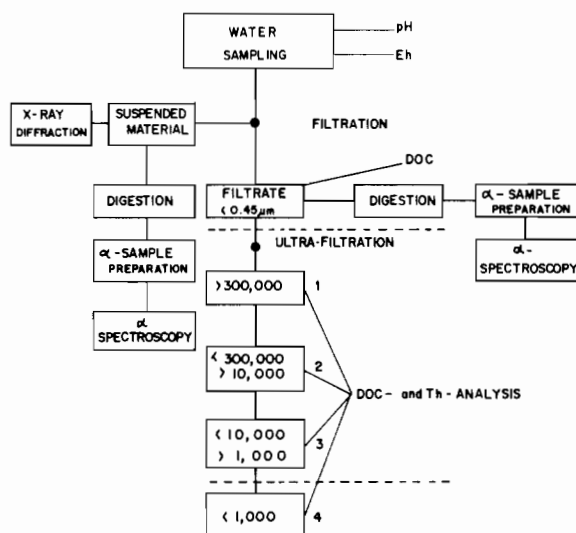 WATER
SAMPLING
pH
Eh
X-RAY
DIFFRACTION
SUSPENDED
MATERIAL
FILTRATION
DOC
DIGESTION
FILTRATE
< 0.45 µm
DIGESTION
α-SAMPLE
PREPARATION
ULTRA-FILTRATION
α-SAMPLE
PREPARATION
α-
SPECTROSCOPY
> 300,000
1
α
SPECTROSCOPY
< 300,000
> 10,000
2
DOC- and Th-ANALYSIS
< 10,000
> 1,000
3
< 1,000
4